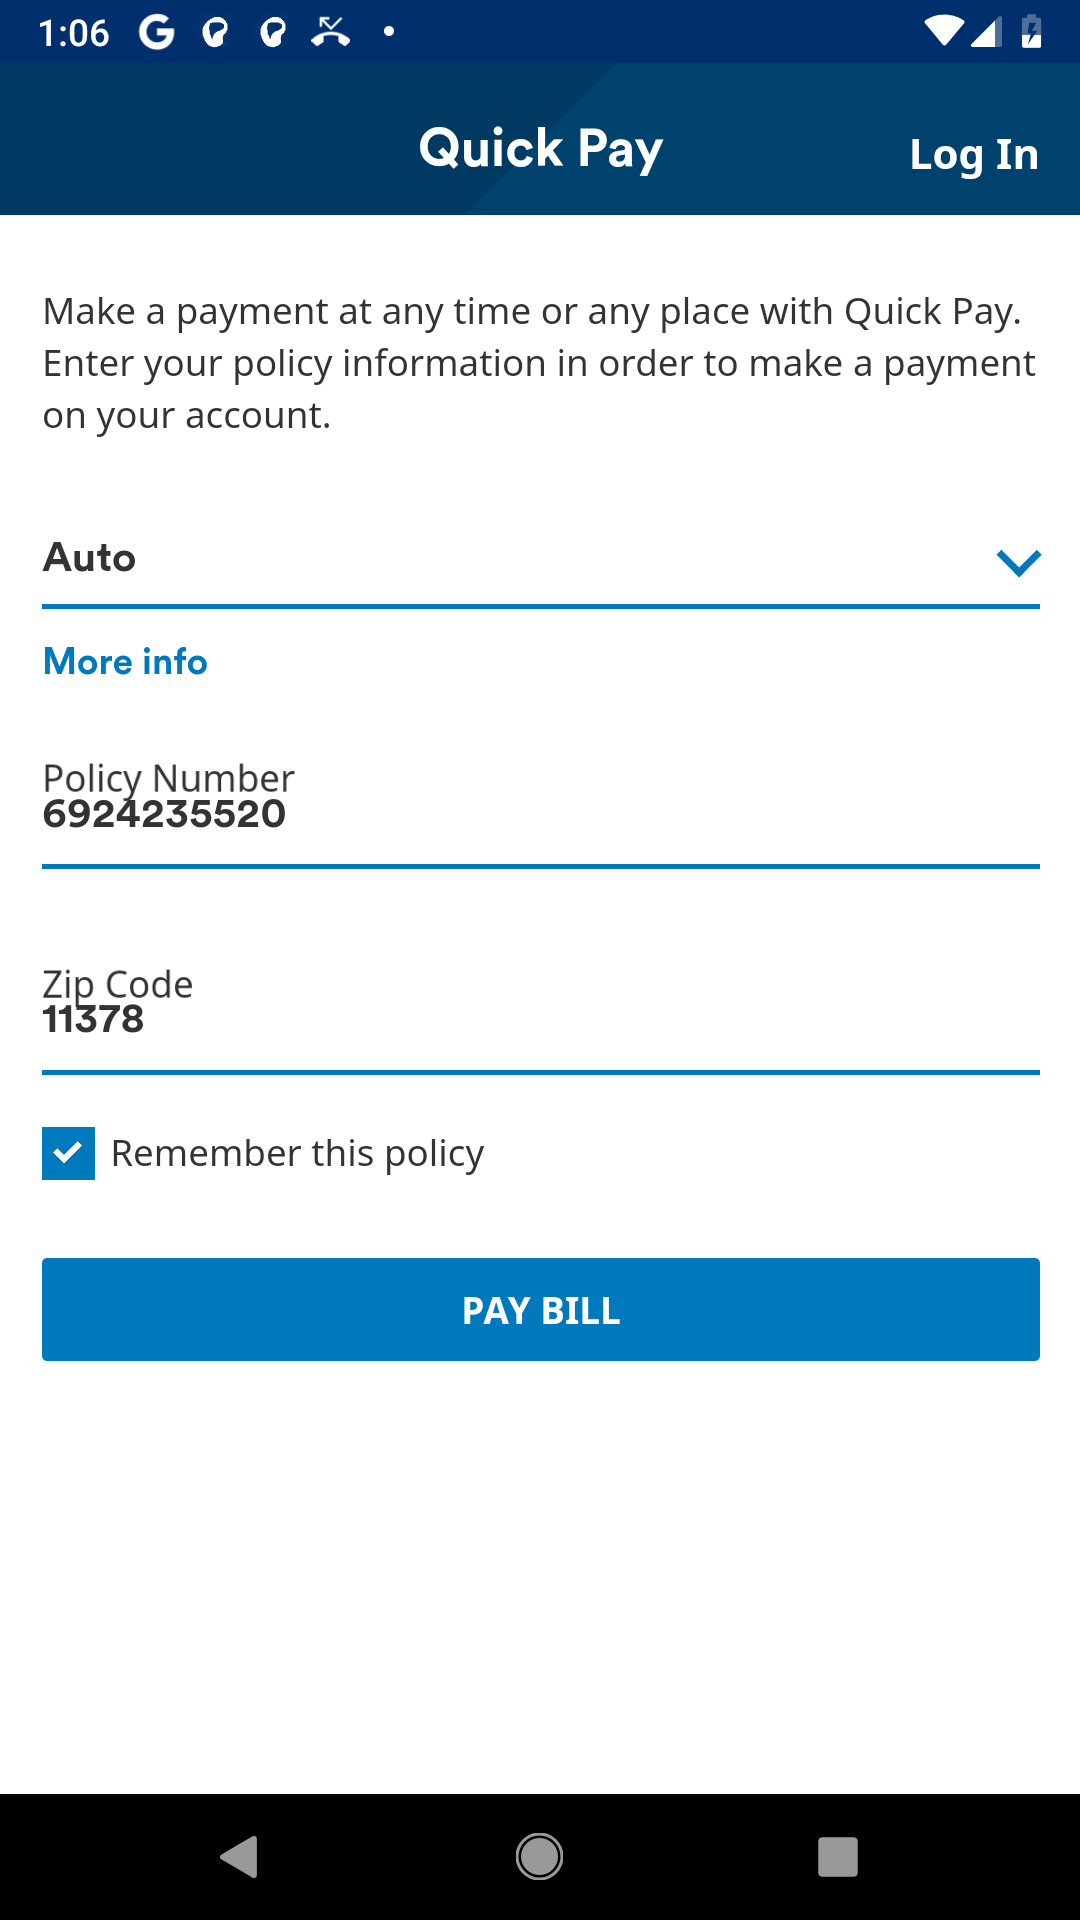 1:06
Quick Pay
Log In
Make a payment at any time or any place with Quick Pay.
Enter your policy information in order to make a payment
on your account.
Auto
More info
Policy Number
6924235520
Zip Code
11378
Remember this policy
PAY BILL